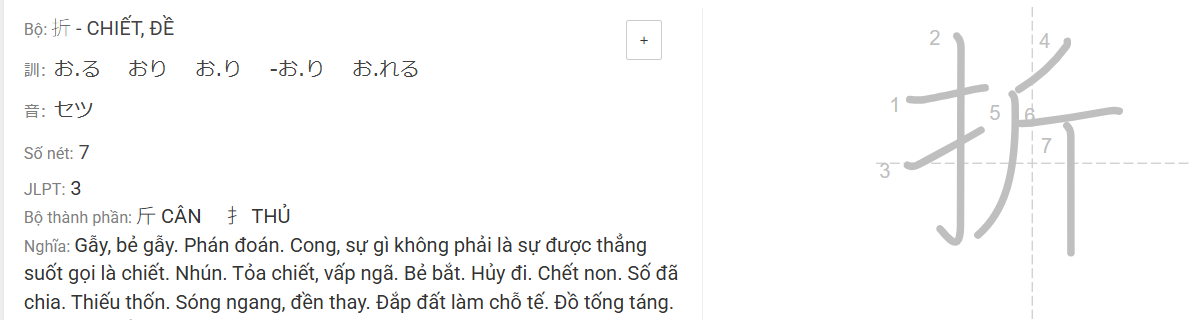 Bộ: 折 - CHIẾT, ĐỀ
+
訓: お.る おり お.り -お.り お.れる
音: セツ
Số nét: 7
JLPT: 3
Bộ thành phần: 斤 CÂN 扌 THỦ
Nghĩa: Gẫy, bẻ gẫy. Phán đoán. Cong, sự gì không phải là sự được thẳng
suốt gọi là chiết. Nhún. Tỏa chiết, vấp ngã. Bẻ bắt. Hủy đi. Chết non. Số đã
chia. Thiếu thốn. Sóng ngang, đền thay. Đắp đất làm chỗ tế. Đồ tống táng.
折
1 2 3 4 5 6 7